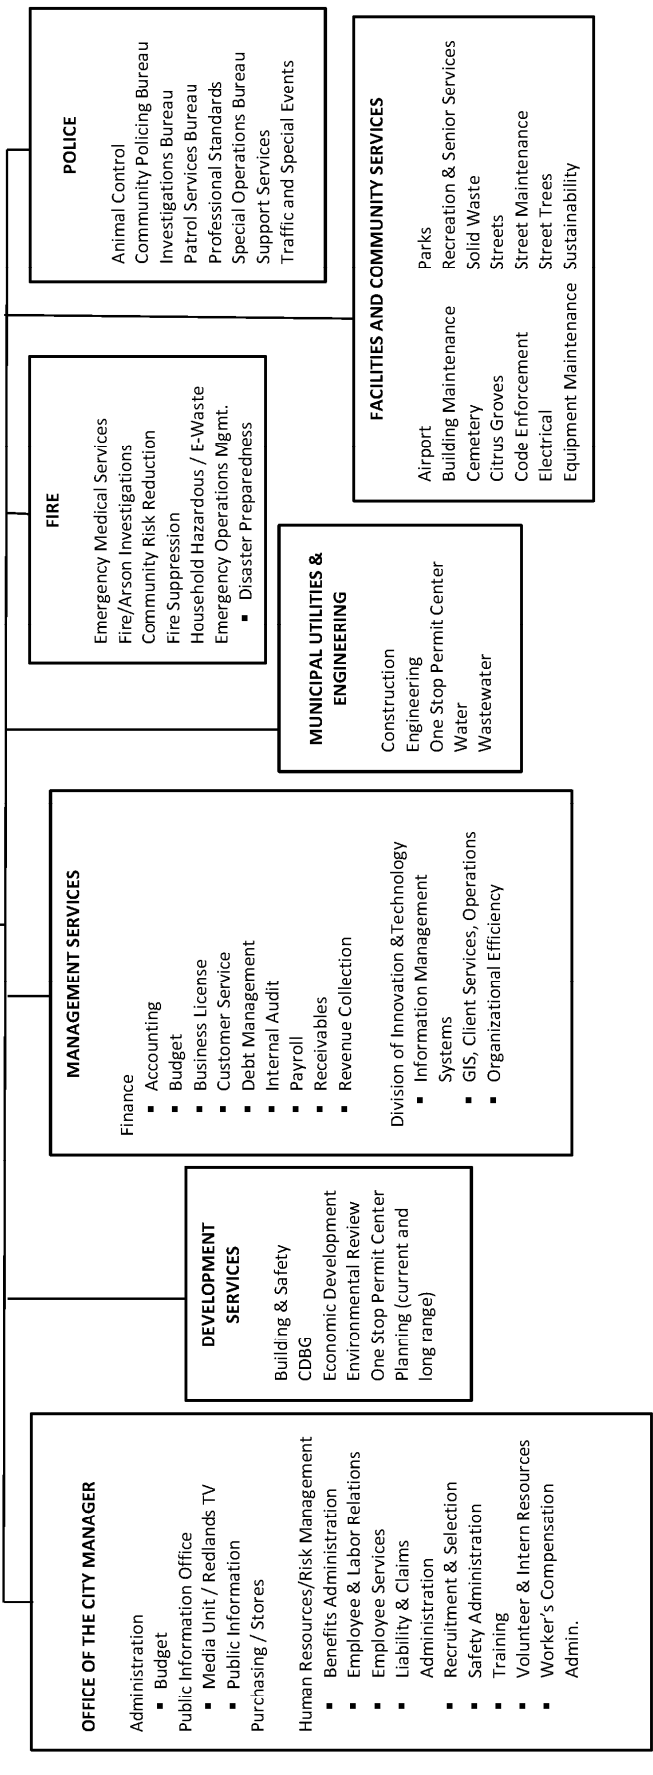 OFFICE OF THE CITY MANAGER
Administration
▪ Budget
Public Information Office
▪ Media Unit / Redlands TV
▪ Public Information
Purchasing / Stores
Human Resources/Risk Management
▪ Benefits Administration
▪ Employee & Labor Relations
▪ Employee Services
▪ Liability & Claims
Administration
▪ Recruitment & Selection
▪ Safety Administration
▪ Training
▪ Volunteer & Intern Resources
▪ Worker's Compensation
Admin.
DEVELOPMENT
SERVICES
Building & Safety
CDBG
Economic Development
Environmental Review
One Stop Permit Center
Planning (current and
long range)
MANAGEMENT SERVICES
Finance
▪ Accounting
▪ Budget
▪ Business License
▪ Customer Service
▪ Debt Management
▪ Internal Audit
▪ Payroll
▪ Receivables
▪ Revenue Collection
Division of Innovation &Technology
▪ Information Management
Systems
▪ GIS, Client Services, Operations
▪ Organizational Efficiency
MUNICIPAL UTILITIES &
ENGINEERING
Construction
Engineering
One Stop Permit Center
Water
Wastewater
FIRE
Emergency Medical Services
Fire/Arson Investigations
Community Risk Reduction
Fire Suppression
Household Hazardous / E-Waste
Emergency Operations Mgmt.
▪ Disaster Preparedness
FACILITIES AND COMMUNITY SERVICES
Airport
Building Maintenance
Cemetery
Citrus Groves
Code Enforcement
Electrical
Equipment Maintenance
Parks
Recreation & Senior Services
Solid Waste
Streets
Street Maintenance
Street Trees
Sustainability
POLICE
Animal Control
Community Policing Bureau
Investigations Bureau
Patrol Services Bureau
Professional Standards
Special Operations Bureau
Support Services
Traffic and Special Events